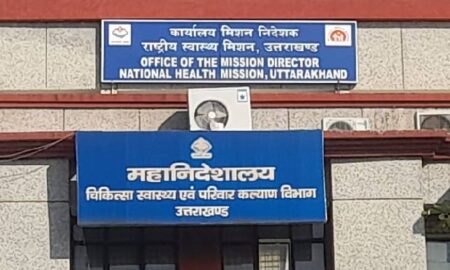 कार्यालय मिशन निदेशक
राष्ट्रीय स्वास्थ्य मिशन, उत्तराखण्ड
OFFICE OF THE MISSION DIRECTOR
NATIONAL HEALTH MISSION, UTTARAKHAND
महानिदेशालय
चिकित्सा स्वास्थ्य एवं परिवार कल्याण विभाग
उत्तराखण्ड